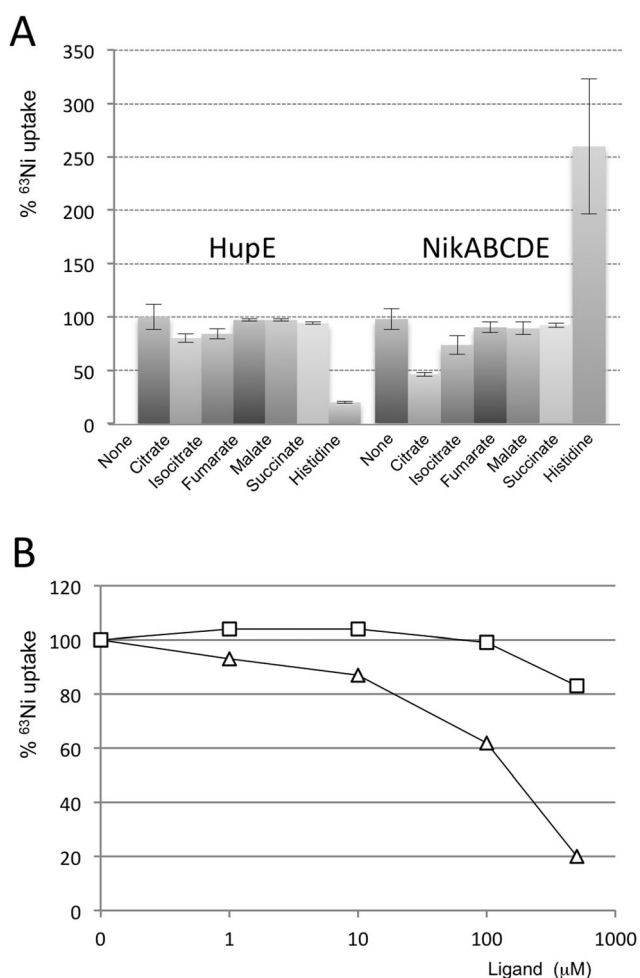 A
350
300
250
200
150
100
50
0
% ⁶³Ni uptake
HupE
NikABCDE
None
Citrate
Isocitrate
Fumarate
Malate
Succinate
Histidine
None
Citrate
Isocitrate
Fumarate
Malate
Succinate
Histidine
B
120
100
80
60
40
20
0
% ⁶³Ni uptake
0 1 10 100 1000
Ligand (µM)